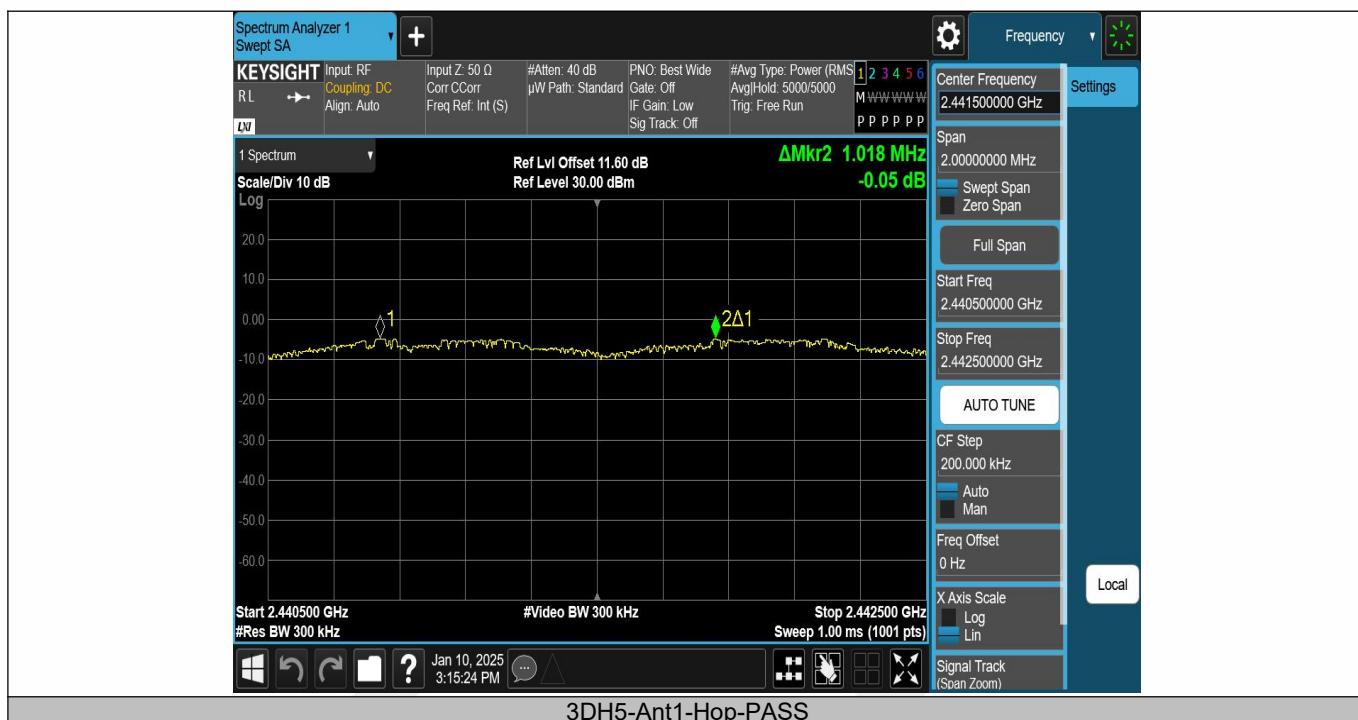 Spectrum Analyzer 1
Swept SA
Frequency
KEYSIGHT
RL
LXI
Input: RF
Coupling: DC
Align: Auto
Input Z: 50 Ω
Corr CCorr
Freq Ref: Int (S)
#Atten: 40 dB
µW Path: Standard
PNO: Best Wide
Gate: Off
IF Gain: Low
Sig Track: Off
#Avg Type: Power (RMS
Avg|Hold: 5000/5000
Trig: Free Run
1 2 3 4 5 6
M W W W W W
P P P P P P
1 Spectrum
Scale/Div 10 dB
Log
Ref Lvl Offset 11.60 dB
Ref Level 30.00 dBm
ΔMkr2 1.018 MHz
-0.05 dB
20.0
10.0
0.00
-10.0
-20.0
-30.0
-40.0
-50.0
-60.0
1
2Δ1
Start 2.440500 GHz
#Res BW 300 kHz
#Video BW 300 kHz
Stop 2.442500 GHz
Sweep 1.00 ms (1001 pts)
Center Frequency
2.441500000 GHz
Settings
Span
2.00000000 MHz
Swept Span
Zero Span
Full Span
Start Freq
2.440500000 GHz
Stop Freq
2.442500000 GHz
AUTO TUNE
CF Step
200.000 kHz
Auto
Man
Freq Offset
0 Hz
Local
X Axis Scale
Log
Lin
Signal Track
(Span Zoom)
?
Jan 10, 2025
3:15:24 PM
3DH5-Ant1-Hop-PASS